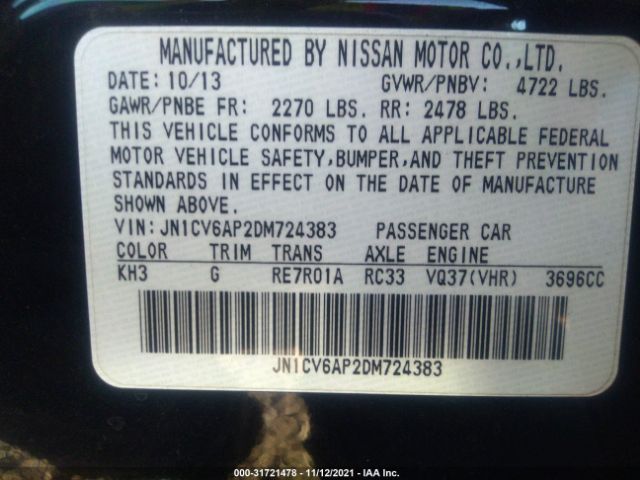 MANUFACTURED BY NISSAN MOTOR CO.,LTD.
DATE: 10/13 GVWR/PNBV: 4722 LBS.
GAWR/PNBE FR: 2270 LBS. RR: 2478 LBS.
THIS VEHICLE CONFORMS TO ALL APPLICABLE FEDERAL
MOTOR VEHICLE SAFETY,BUMPER,AND THEFT PREVENTION
STANDARDS IN EFFECT ON THE DATE OF MANUFACTURE
SHOWN ABOVE.
VIN: JN1CV6AP2DM724383 PASSENGER CAR
COLOR TRIM TRANS AXLE ENGINE
KH3 G RE7R01A RC33 VQ37(VHR) 3696CC
JN1CV6AP2DM724383
000-31721478 - 11/12/2021 - IAA Inc.